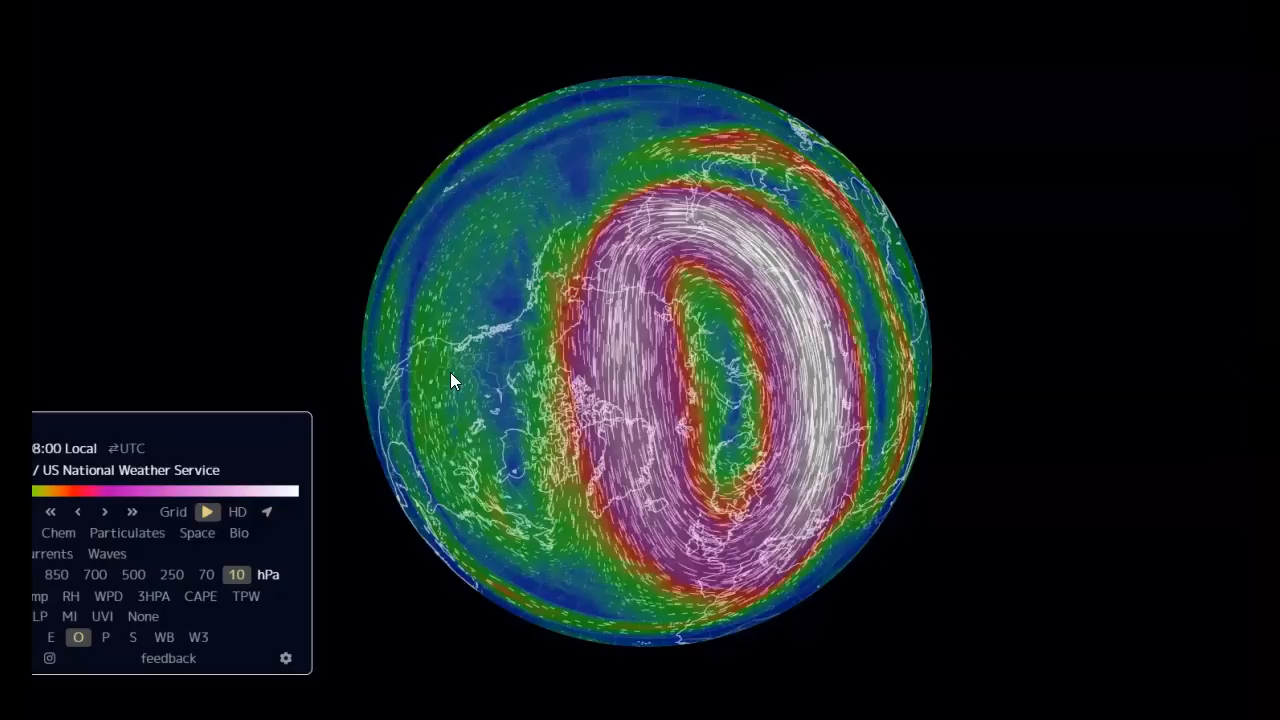 8:00 Local ⇄UTC
/ US National Weather Service
« ‹ › » Grid ▶ HD
Chem Particulates Space Bio
urrents Waves
850 700 500 250 70 10 hPa
mp RH WPD 3HPA CAPE TPW
LP MI UVI None
E O P S WB W3
feedback